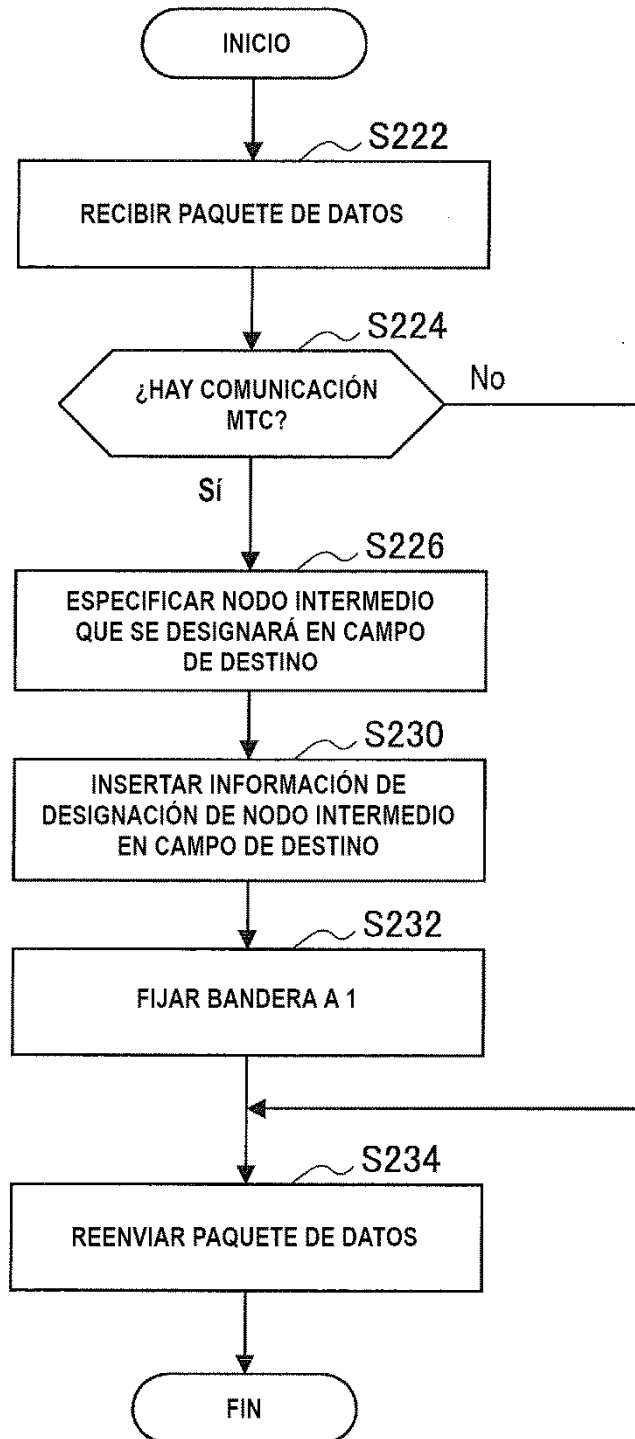 INICIO
S222
RECIBIR PAQUETE DE DATOS
S224
¿HAY COMUNICACIÓN
MTC?
No
Sí
S226
ESPECIFICAR NODO INTERMEDIO
QUE SE DESIGNARÁ EN CAMPO
DE DESTINO
S230
INSERTAR INFORMACIÓN DE
DESIGNACIÓN DE NODO INTERMEDIO
EN CAMPO DE DESTINO
S232
FIJAR BANDERA A 1
S234
REENVIAR PAQUETE DE DATOS
FIN